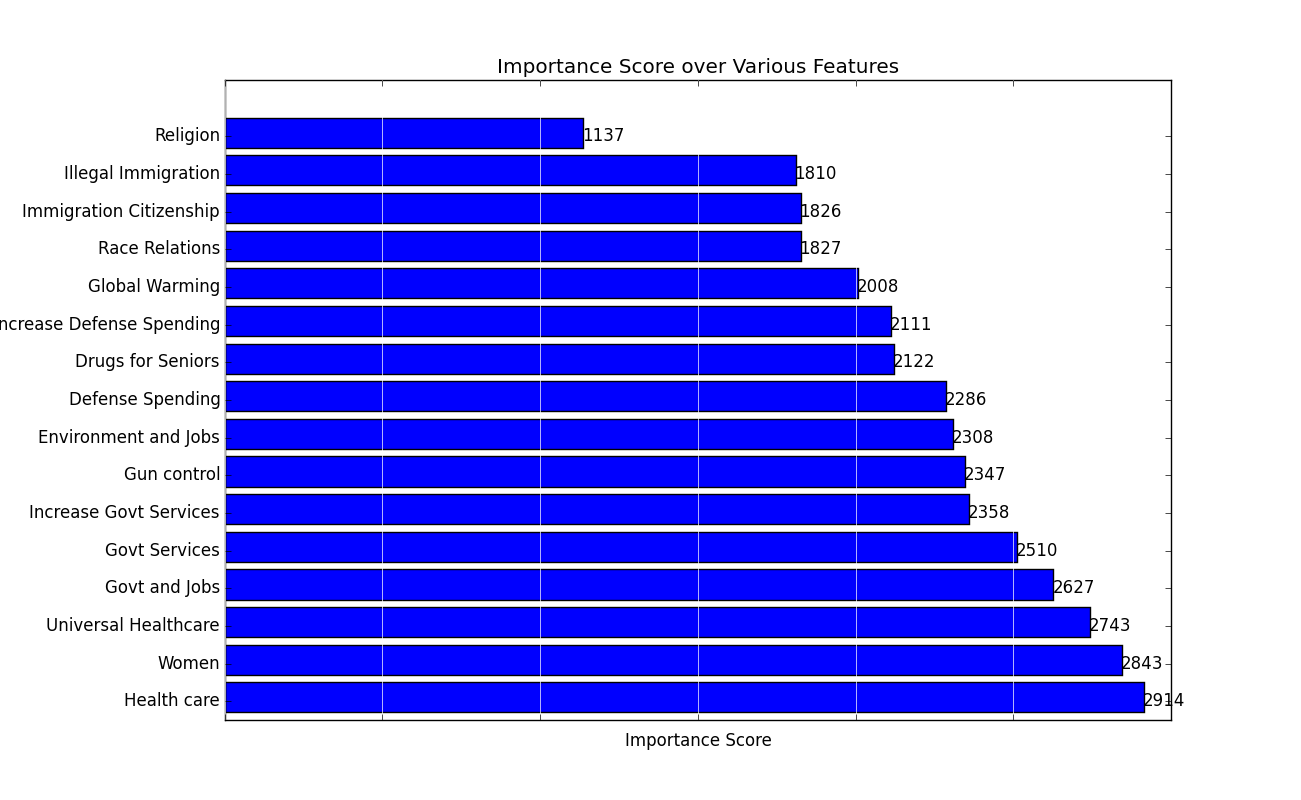 Importance Score over Various Features
Religion 1137
Illegal Immigration 1810
Immigration Citizenship 1826
Race Relations 1827
Global Warming 2008
ncrease Defense Spending 2111
Drugs for Seniors 2122
Defense Spending 2286
Environment and Jobs 2308
Gun control 2347
Increase Govt Services 2358
Govt Services 2510
Govt and Jobs 2627
Universal Healthcare 2743
Women 2843
Health care 2914
Importance Score